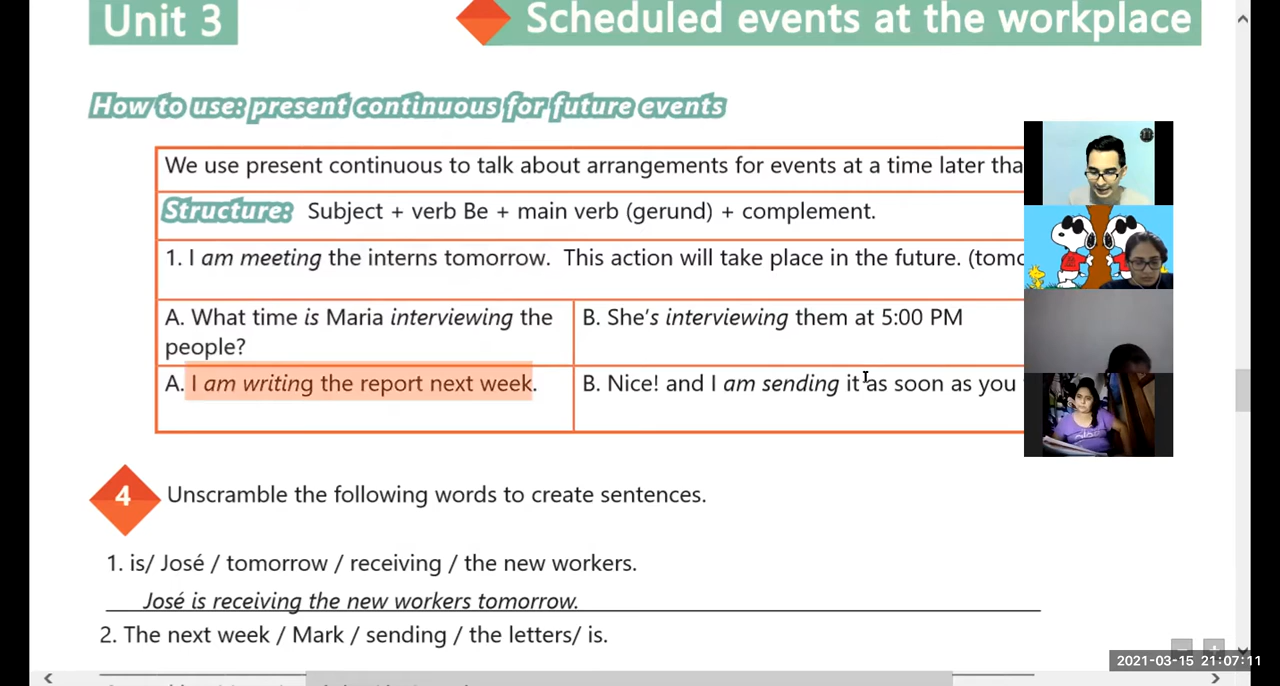 Unit 3
Scheduled events at the workplace
How to use: present continuous for future events
We use present continuous to talk about arrangements for events at a time later tha
Structure: Subject + verb Be + main verb (gerund) + complement.
1. I am meeting the interns tomorrow. This action will take place in the future. (tomo
A. What time is Maria interviewing the
people?
B. She's interviewing them at 5:00 PM
A. I am writing the report next week.
B. Nice! and I am sending it as soon as you
4
Unscramble the following words to create sentences.
1. is/ José / tomorrow / receiving / the new workers.
José is receiving the new workers tomorrow.
2. The next week / Mark / sending / the letters/ is.
2021-03-15 21:07:11